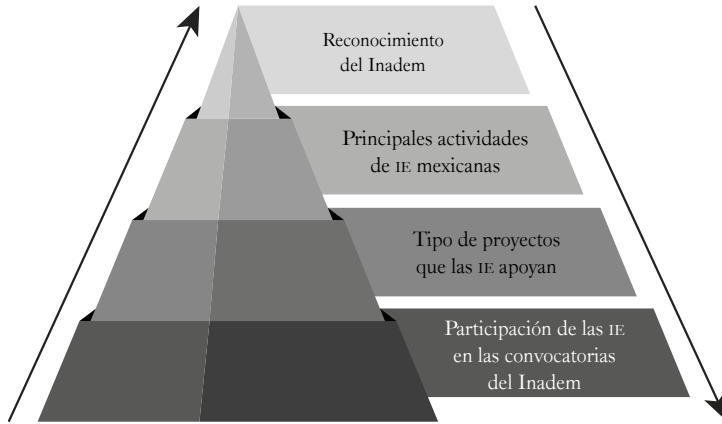 Reconocimiento
del Inadem
Principales actividades
de IE mexicanas
Tipo de proyectos
que las IE apoyan
Participación de las IE
en las convocatorias
del Inadem